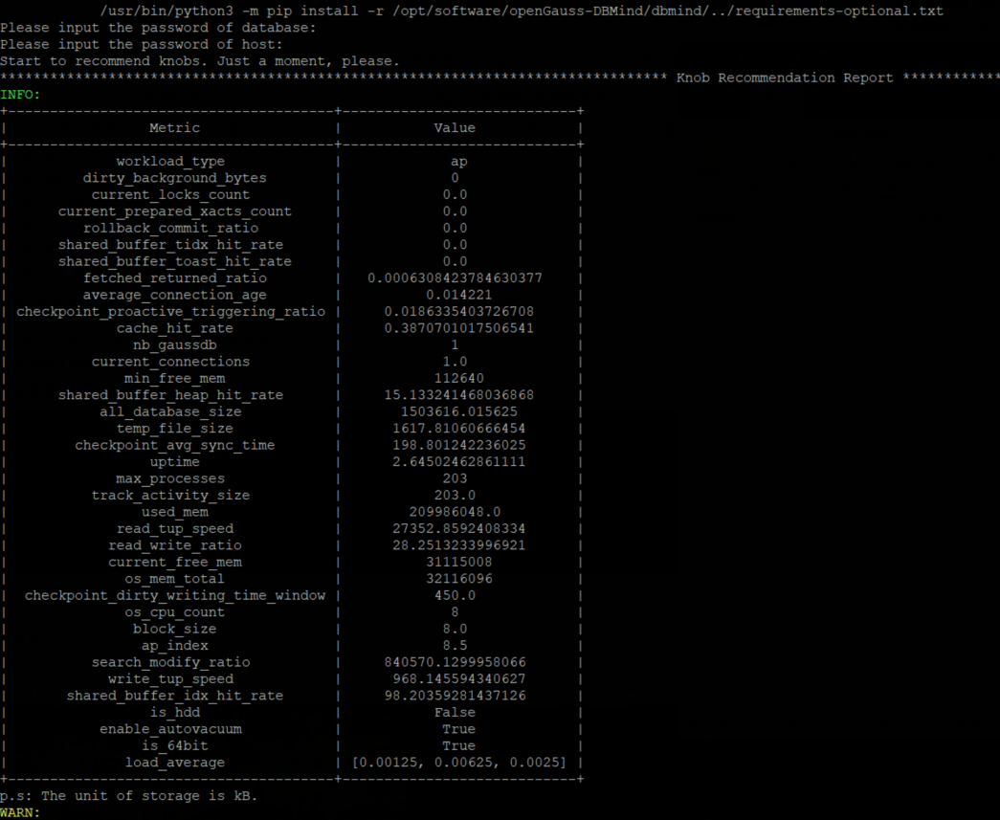 /usr/bin/python3 -m pip install -r /opt/software/openGauss-DBMind/dbmind/../requirements-optional.txt
Please input the password of database:
Please input the password of host:
Start to recommend knobs. Just a moment, please.
******************************************************************************** Knob Recommendation Report ************
INFO:
+---------------------------------------+----------------------------+
| Metric | Value |
+---------------------------------------+----------------------------+
| workload_type | ap |
| dirty_background_bytes | 0 |
| current_locks_count | 0.0 |
| current_prepared_xacts_count | 0.0 |
| rollback_commit_ratio | 0.0 |
| shared_buffer_tidx_hit_rate | 0.0 |
| shared_buffer_toast_hit_rate | 0.0 |
| fetched_returned_ratio | 0.0006308423784630377 |
| average_connection_age | 0.014221 |
| checkpoint_proactive_triggering_ratio | 0.0186335403726708 |
| cache_hit_rate | 0.3870701017506541 |
| nb_gaussdb | 1 |
| current_connections | 1.0 |
| min_free_mem | 112640 |
| shared_buffer_heap_hit_rate | 15.133241468036868 |
| all_database_size | 1503616.015625 |
| temp_file_size | 1617.81060666454 |
| checkpoint_avg_sync_time | 198.801242236025 |
| uptime | 2.64502462861111 |
| max_processes | 203 |
| track_activity_size | 203.0 |
| used_mem | 209986048.0 |
| read_tup_speed | 27352.8592408334 |
| read_write_ratio | 28.2513233996921 |
| current_free_mem | 31115008 |
| os_mem_total | 32116096 |
| checkpoint_dirty_writing_time_window | 450.0 |
| os_cpu_count | 8 |
| block_size | 8.0 |
| ap_index | 8.5 |
| search_modify_ratio | 840570.1299958066 |
| write_tup_speed | 968.145594340627 |
| shared_buffer_idx_hit_rate | 98.20359281437126 |
| is_hdd | False |
| enable_autovacuum | True |
| is_64bit | True |
| load_average | [0.00125, 0.00625, 0.0025] |
+---------------------------------------+----------------------------+
p.s: The unit of storage is kB.
WARN: